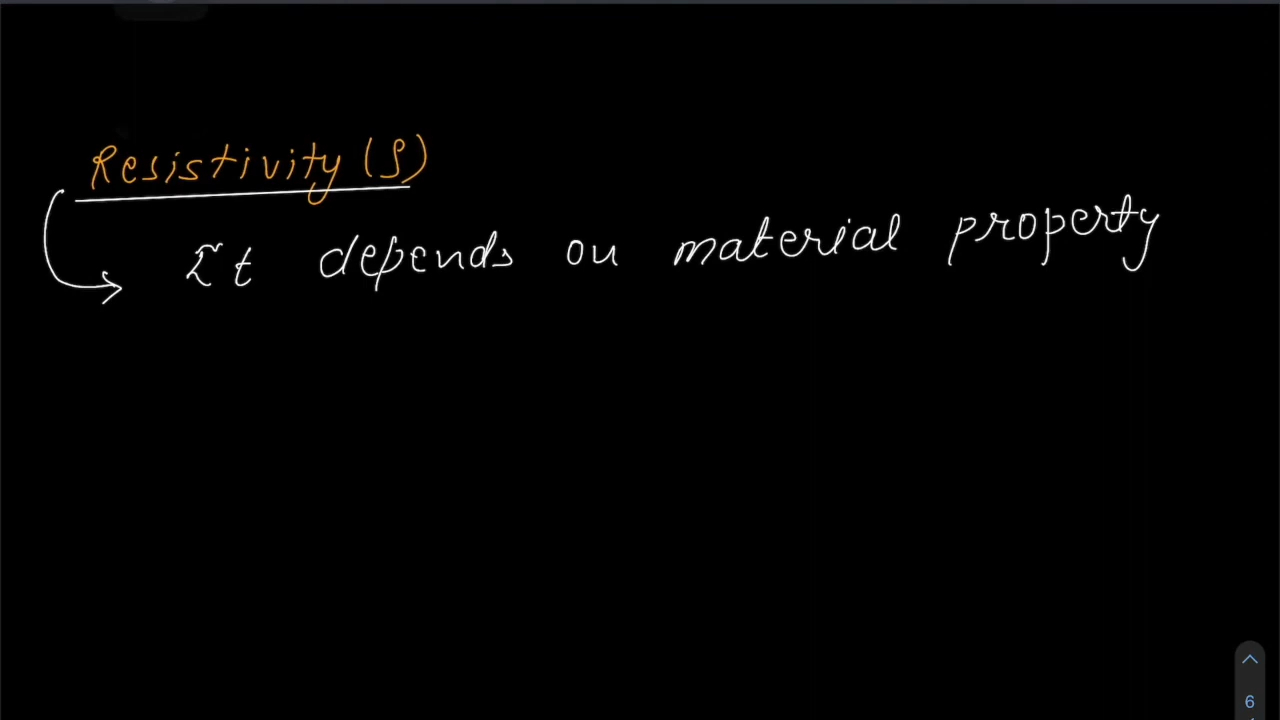 Resistivity (ρ)
It depends on material property
6